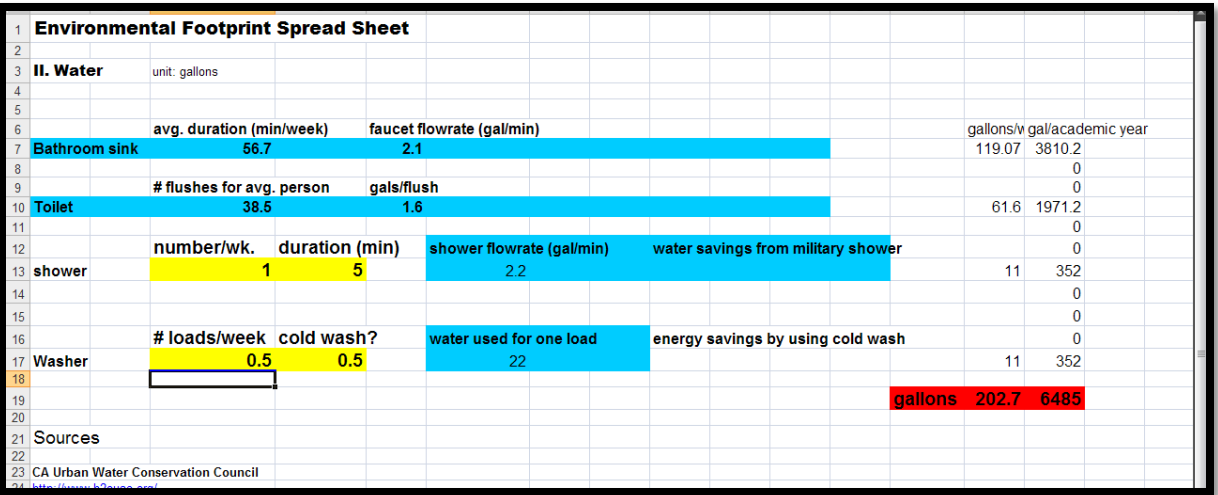 1 Environmental Footprint Spread Sheet
2
3 II. Water unit: gallons
4
5
6 avg. duration (min/week) faucet flowrate (gal/min) gallons/w gal/academic year
7 Bathroom sink 56.7 2.1 119.07 3810.2
8 0
9 # flushes for avg. person gals/flush 0
10 Toilet 38.5 1.6 61.6 1971.2
11 0
12 number/wk. duration (min) shower flowrate (gal/min) water savings from military shower 0
13 shower 1 5 2.2 11 352
14 0
15 0
16 # loads/week cold wash? water used for one load energy savings by using cold wash 0
17 Washer 0.5 0.5 22 11 352
18
19 gallons 202.7 6485
20
21 Sources
22
23 CA Urban Water Conservation Council
24